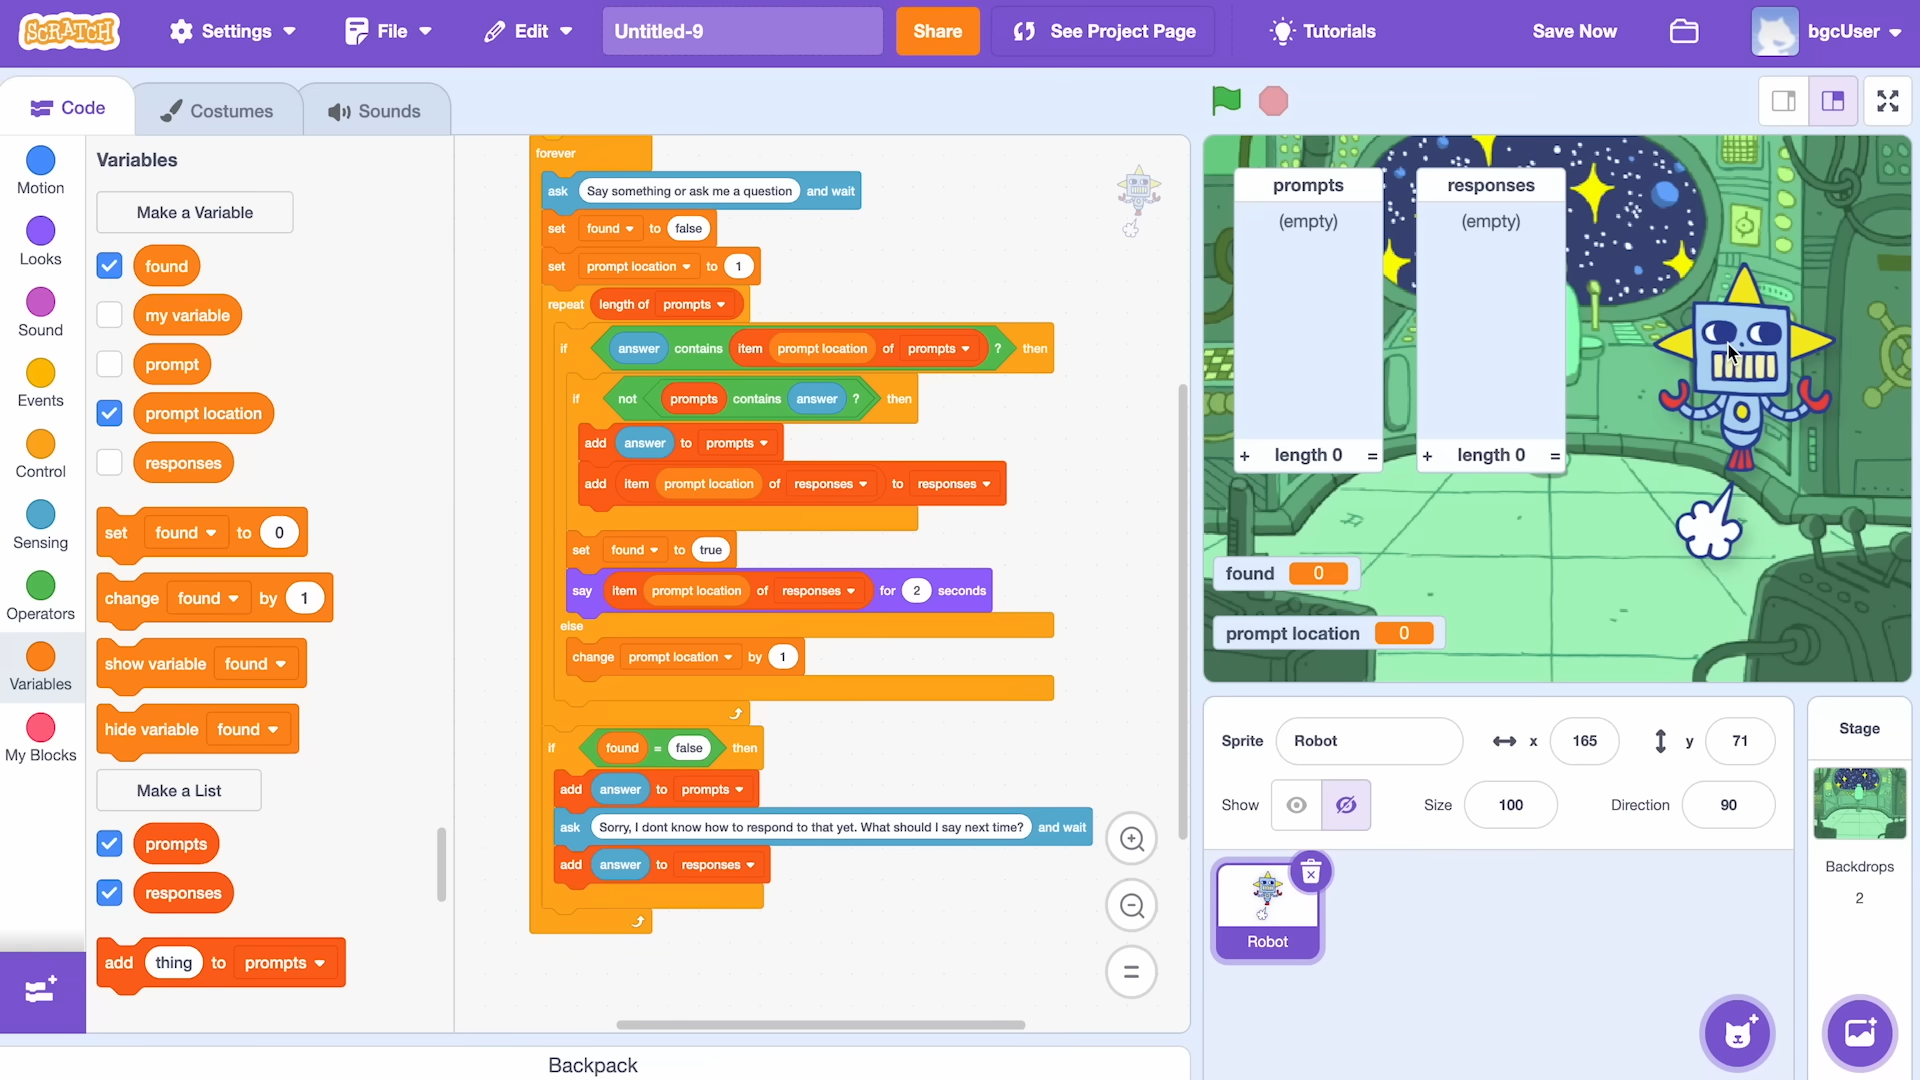 SCRATCH Settings File Edit Untitled-9 Share See Project Page Tutorials Save Now bgcUser
Code Costumes Sounds
Motion
Looks
Sound
Events
Control
Sensing
Operators
Variables
My Blocks
Variables
Make a Variable
found
my variable
prompt
prompt location
responses
set found to 0
change found by 1
show variable found
hide variable found
Make a List
prompts
responses
add thing to prompts
forever
ask Say something or ask me a question and wait
set found to false
set prompt location to 1
repeat length of prompts
if answer contains item prompt location of prompts ? then
if not prompts contains answer ? then
add answer to prompts
add item prompt location of responses to responses
set found to true
say item prompt location of responses for 2 seconds
else
change prompt location by 1
if found = false then
add answer to prompts
ask Sorry, I dont know how to respond to that yet. What should I say next time? and wait
add answer to responses
Backpack
prompts
(empty)
+ length 0 =
responses
(empty)
+ length 0 =
found 0
prompt location 0
Sprite Robot x 165 y 71
Show Size 100 Direction 90
Robot
Stage
Backdrops
2